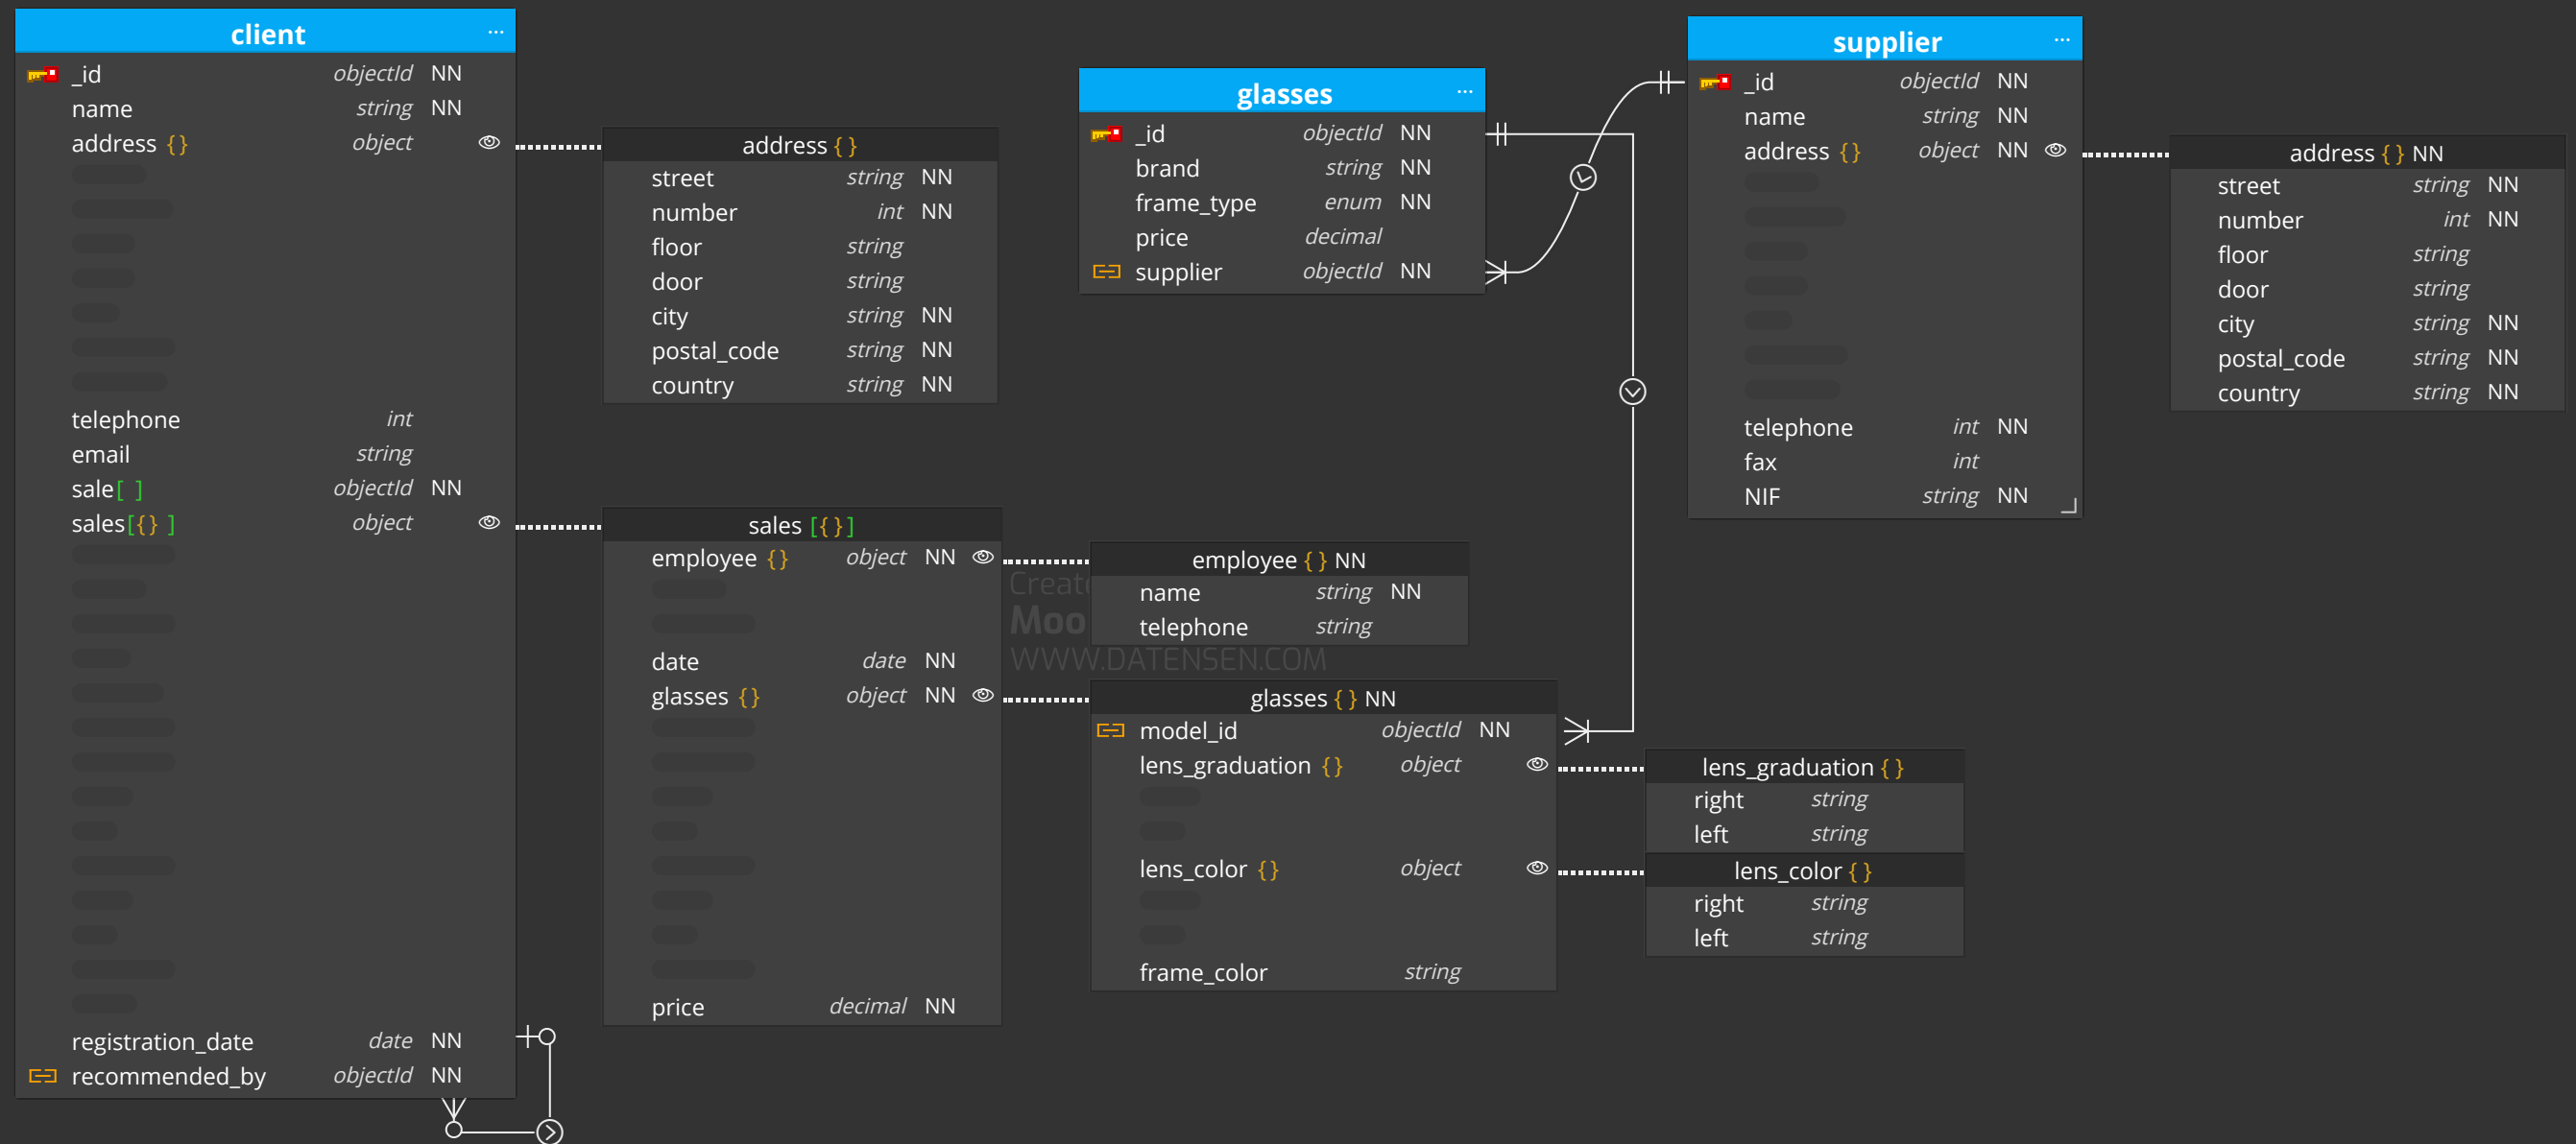 client ...
_id objectId NN
name string NN
address {} object
telephone int
email string
sale[ ] objectId NN
sales[{} ] object
registration_date date NN
recommended_by objectId NN
address {}
street string NN
number int NN
floor string
door string
city string NN
postal_code string NN
country string NN
sales [{}]
employee {} object NN
date date NN
glasses {} object NN
price decimal NN
glasses ...
_id objectId NN
brand string NN
frame_type enum NN
price decimal
supplier objectId NN
Moo
WWW.DATENSEN.COM
employee {} NN
name string NN
telephone string
glasses {} NN
model_id objectId NN
lens_graduation {} object
lens_color {} object
frame_color string
lens_graduation {}
right string
left string
lens_color {}
right string
left string
supplier ...
_id objectId NN
name string NN
address {} object NN
telephone int NN
fax int
NIF string NN
address {} NN
street string NN
number int NN
floor string
door string
city string NN
postal_code string NN
country string NN